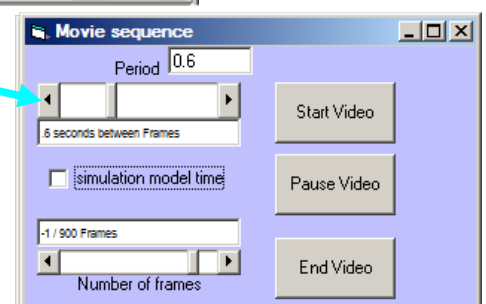 Movie sequence
Period 0.6
.6 seconds between Frames
Start Video
simulation model time
Pause Video
-1 / 900 Frames
Number of frames
End Video